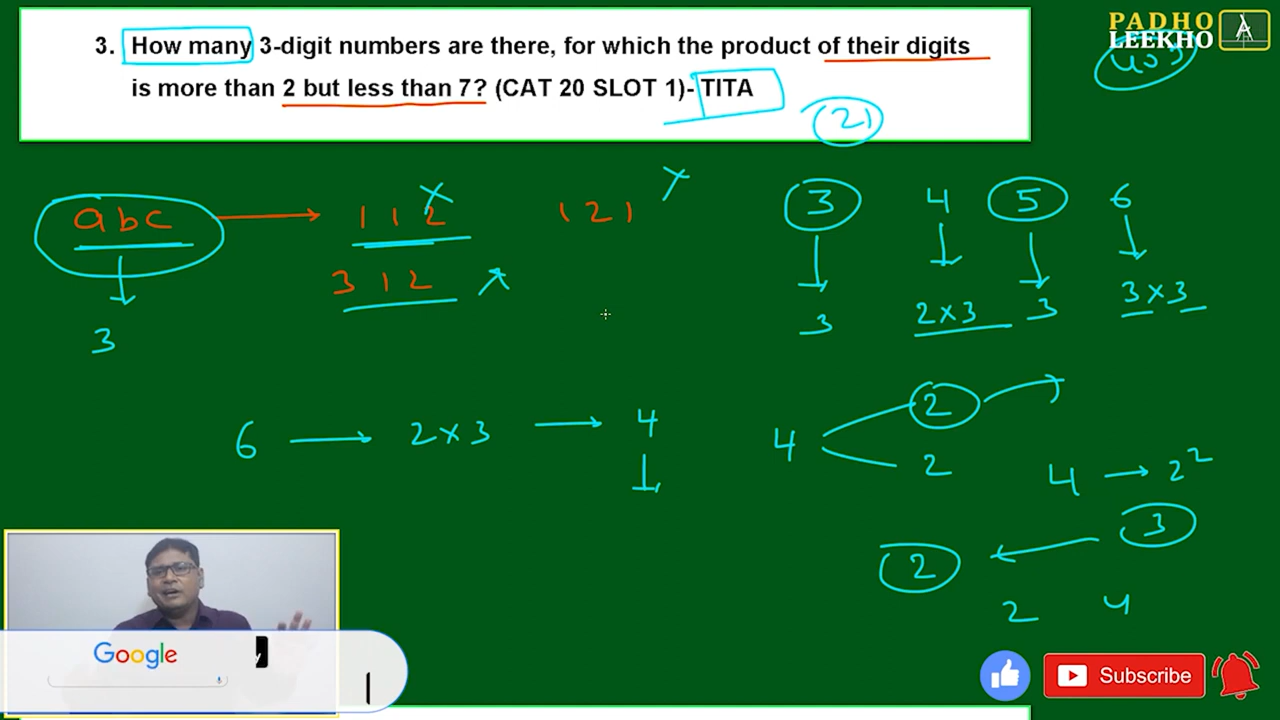 PADHO
LEEKHO
3. How many 3-digit numbers are there, for which the product of their digits
is more than 2 but less than 7? (CAT 20 SLOT 1)- TITA
403
(21)
abc → 1 1 2 x
1 2 1 x
3 4 5 6
3 1 2 x
3
3 2×3 3 3×3
6 → 2×3 → 4
4 2
2
4 → 2²
3
2
2 4
Google
Subscribe